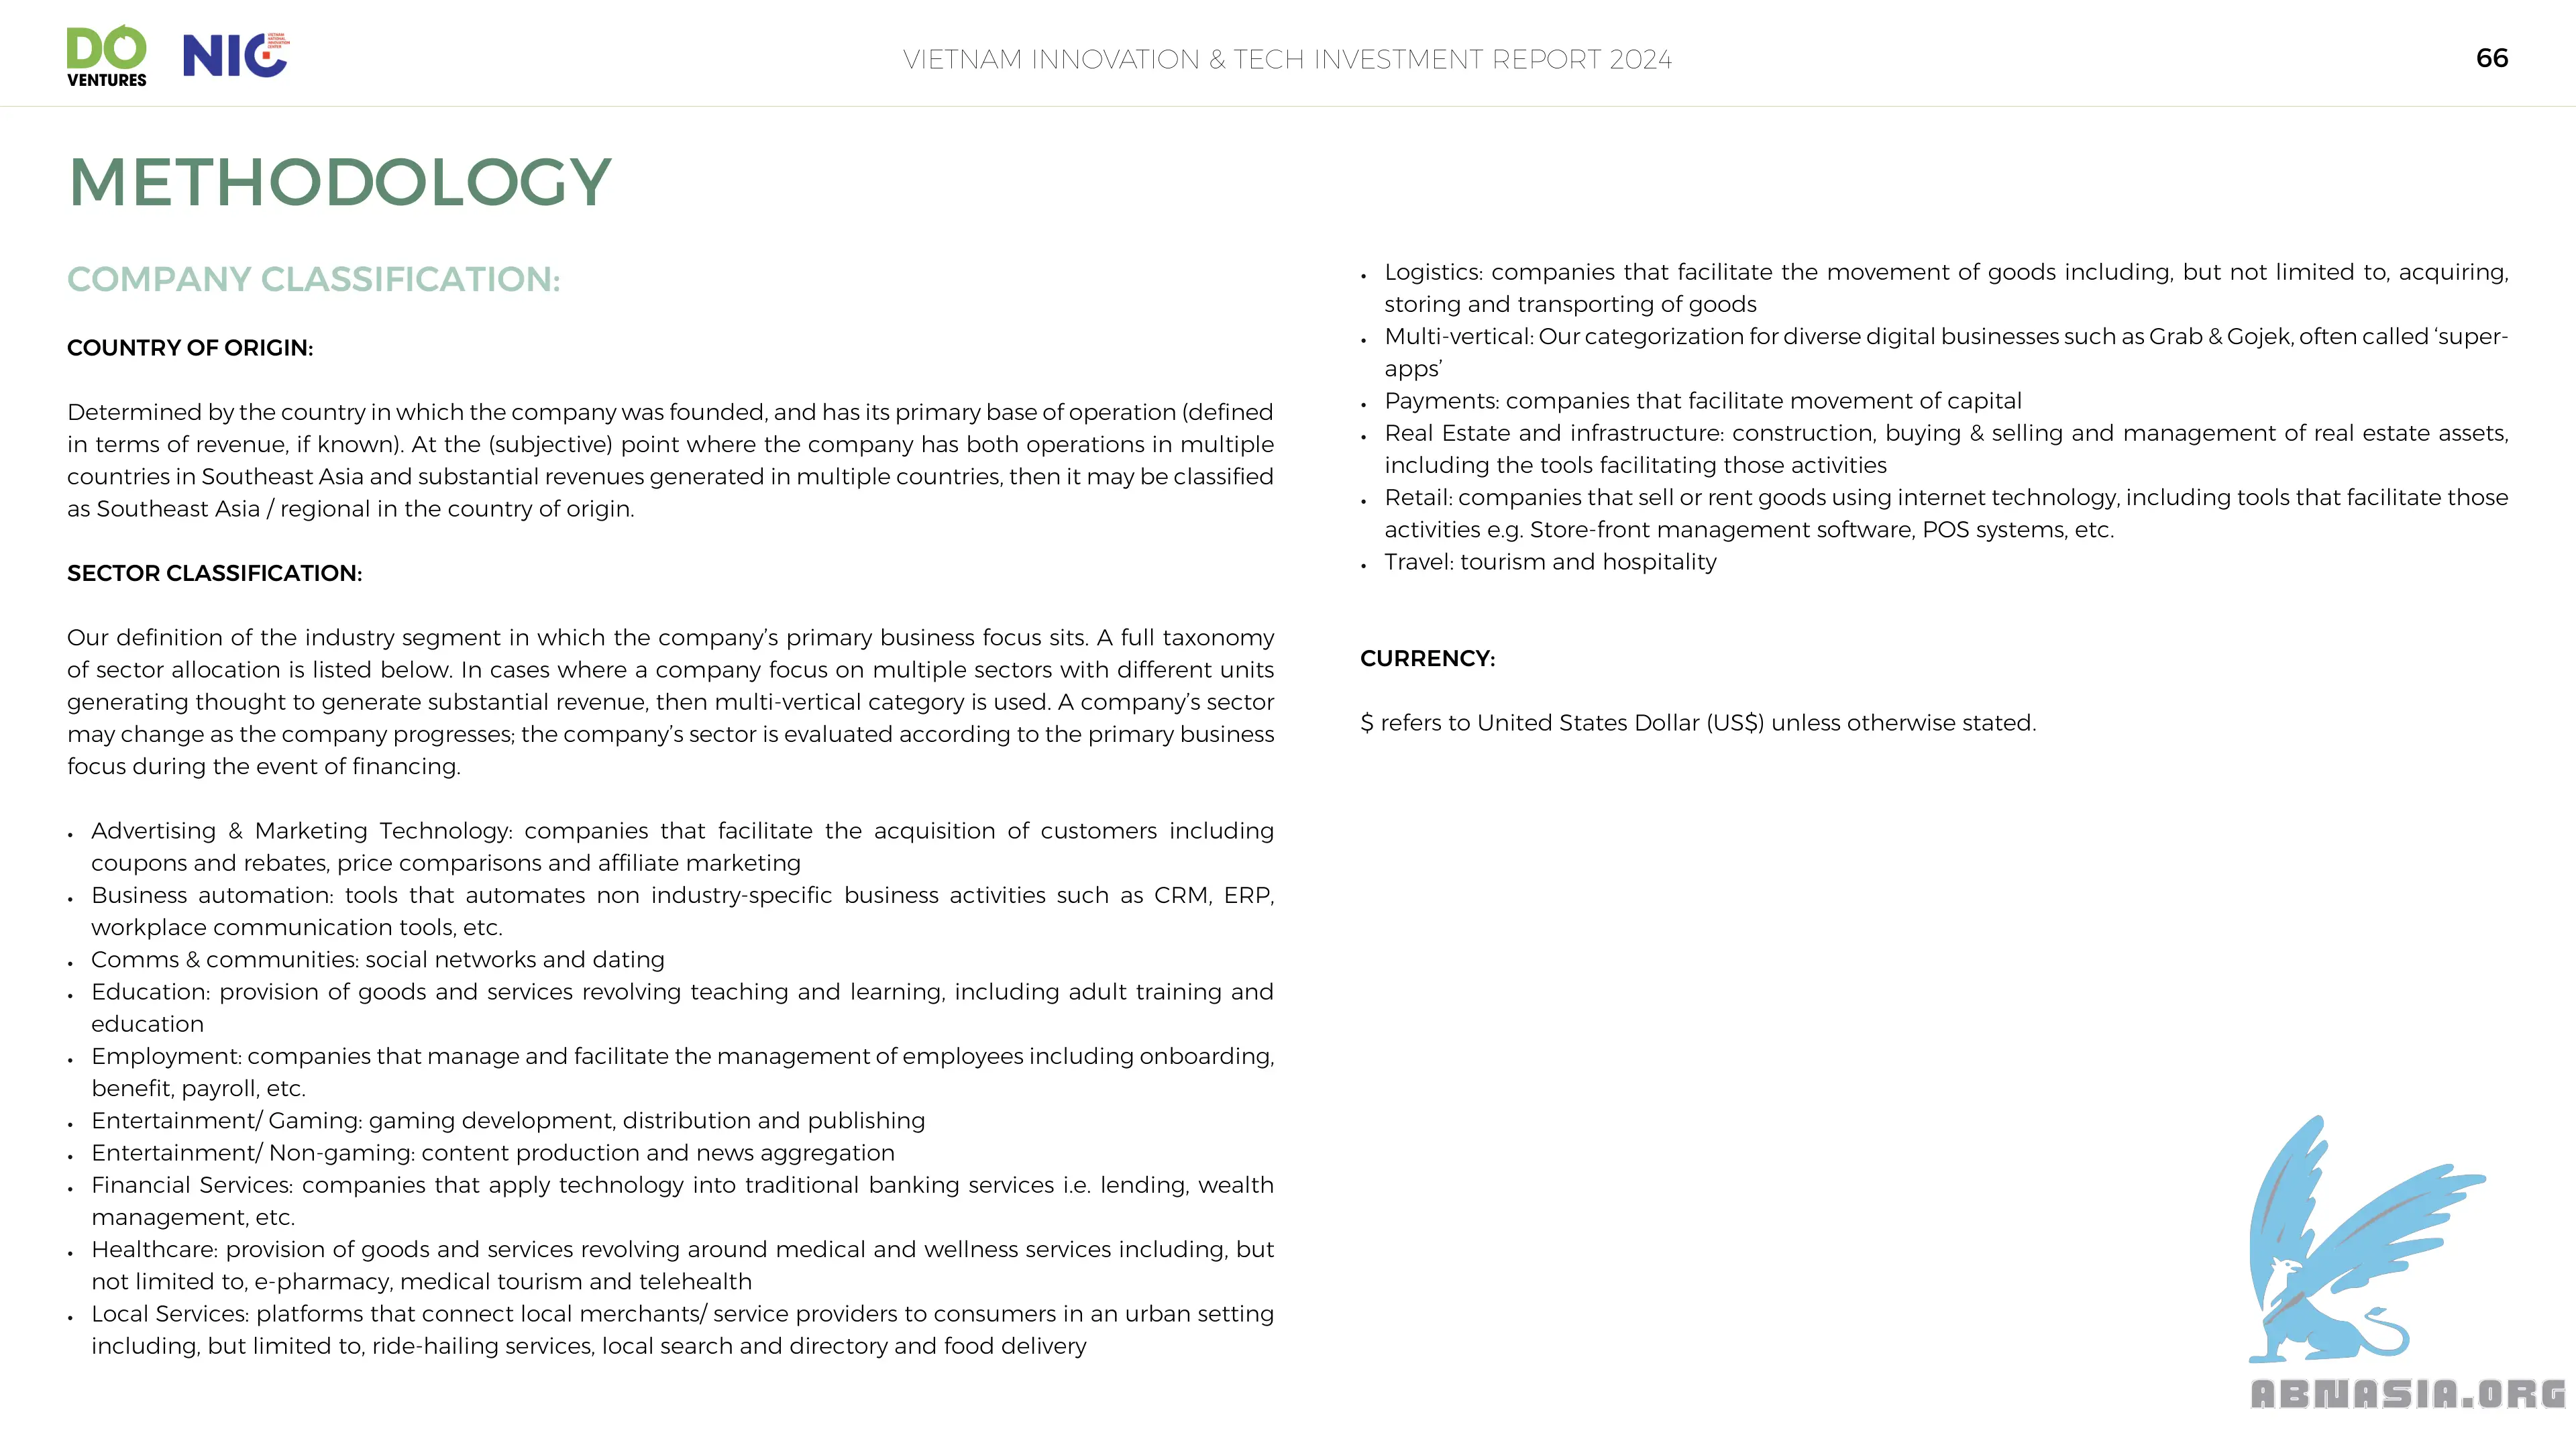 DO
VENTURES
NIC
VIETNAM
NATIONAL
INNOVATION
CENTER
VIETNAM INNOVATION & TECH INVESTMENT REPORT 2024
66
METHODOLOGY
COMPANY CLASSIFICATION:
COUNTRY OF ORIGIN:
Determined by the country in which the company was founded, and has its primary base of operation (defined
in terms of revenue, if known). At the (subjective) point where the company has both operations in multiple
countries in Southeast Asia and substantial revenues generated in multiple countries, then it may be classified
as Southeast Asia / regional in the country of origin.
SECTOR CLASSIFICATION:
Our definition of the industry segment in which the company’s primary business focus sits. A full taxonomy
of sector allocation is listed below. In cases where a company focus on multiple sectors with different units
generating thought to generate substantial revenue, then multi-vertical category is used. A company’s sector
may change as the company progresses; the company’s sector is evaluated according to the primary business
focus during the event of financing.
• Advertising & Marketing Technology: companies that facilitate the acquisition of customers including
coupons and rebates, price comparisons and affiliate marketing
• Business automation: tools that automates non industry-specific business activities such as CRM, ERP,
workplace communication tools, etc.
• Comms & communities: social networks and dating
• Education: provision of goods and services revolving teaching and learning, including adult training and
education
• Employment: companies that manage and facilitate the management of employees including onboarding,
benefit, payroll, etc.
• Entertainment/ Gaming: gaming development, distribution and publishing
• Entertainment/ Non-gaming: content production and news aggregation
• Financial Services: companies that apply technology into traditional banking services i.e. lending, wealth
management, etc.
• Healthcare: provision of goods and services revolving around medical and wellness services including, but
not limited to, e-pharmacy, medical tourism and telehealth
• Local Services: platforms that connect local merchants/ service providers to consumers in an urban setting
including, but limited to, ride-hailing services, local search and directory and food delivery
• Logistics: companies that facilitate the movement of goods including, but not limited to, acquiring,
storing and transporting of goods
• Multi-vertical: Our categorization for diverse digital businesses such as Grab & Gojek, often called ‘super-
apps’
• Payments: companies that facilitate movement of capital
• Real Estate and infrastructure: construction, buying & selling and management of real estate assets,
including the tools facilitating those activities
• Retail: companies that sell or rent goods using internet technology, including tools that facilitate those
activities e.g. Store-front management software, POS systems, etc.
• Travel: tourism and hospitality
CURRENCY:
$ refers to United States Dollar (US$) unless otherwise stated.
ABNASIA.ORG